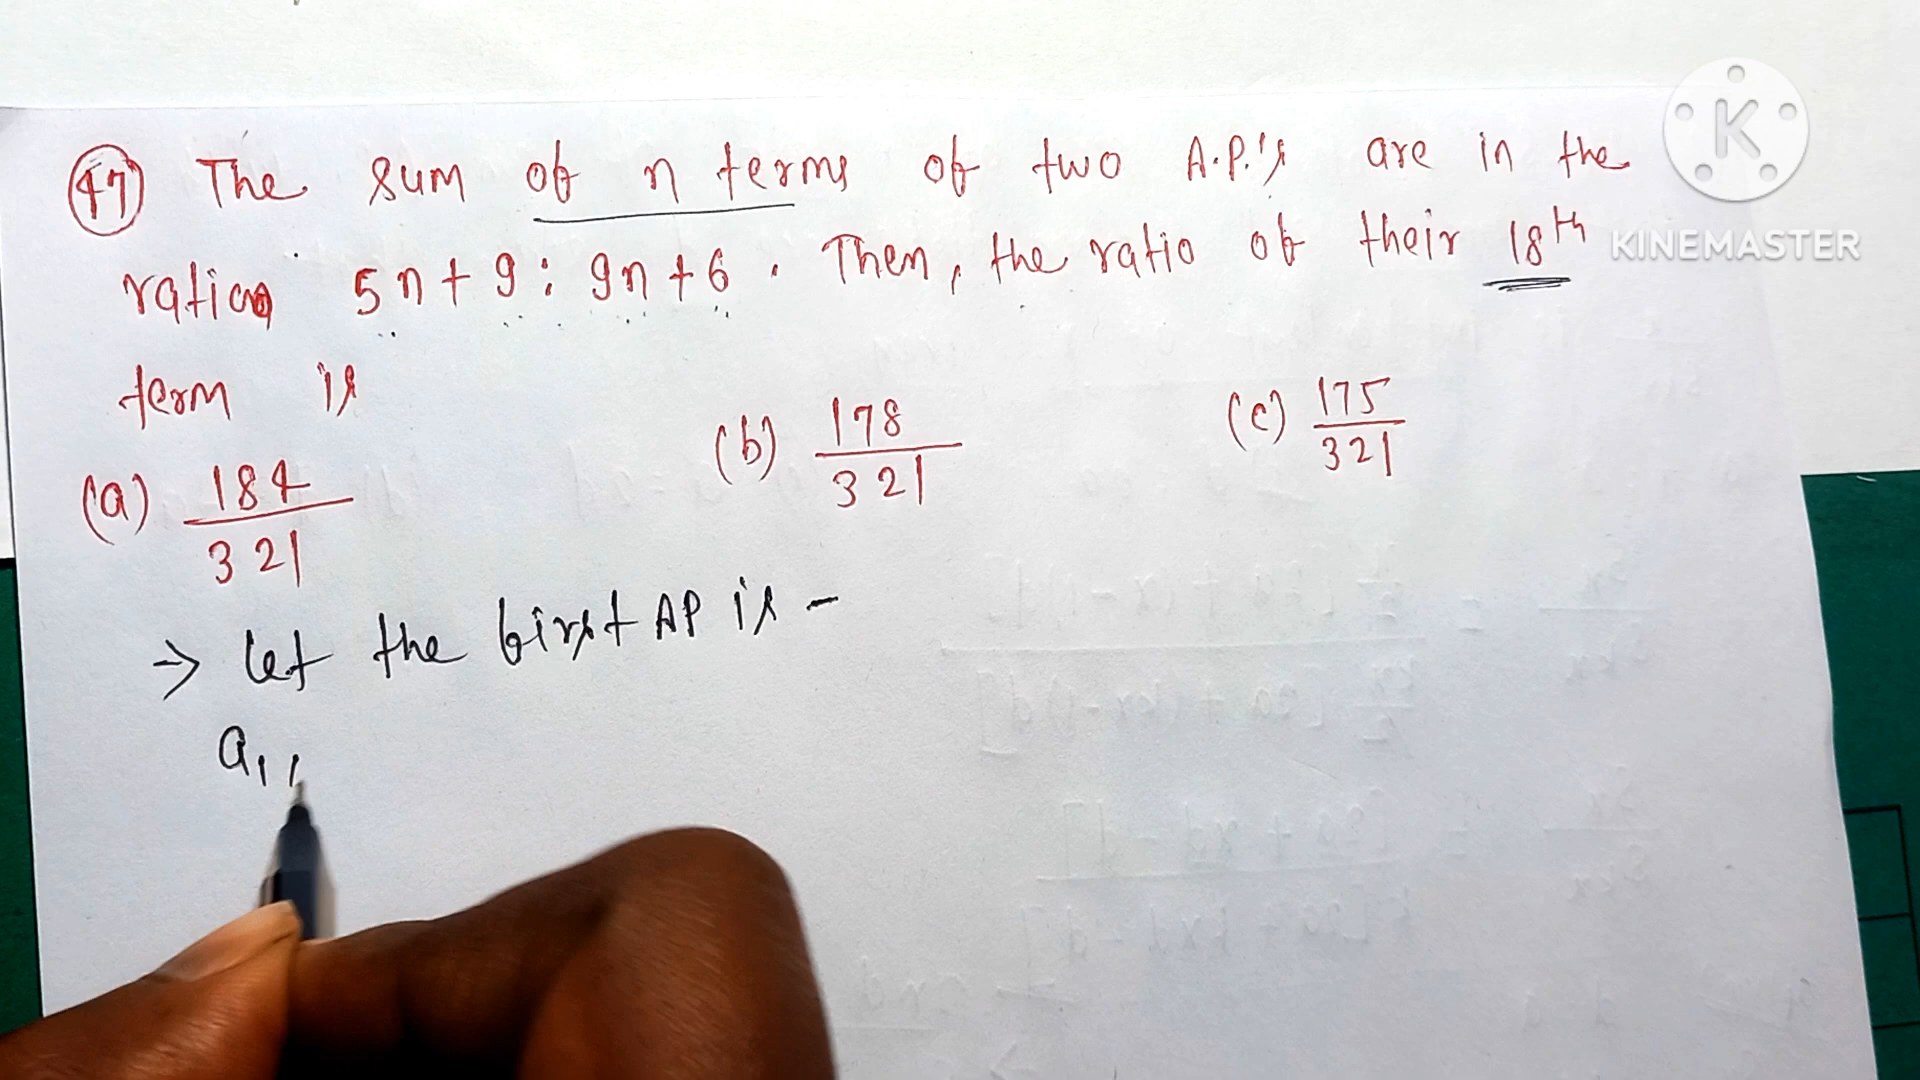 47 The sum of n terms of two A.P.'s are in the
ratio 5n + 9 : 9n + 6 . Then, the ratio of their 18th
term is
(a) 184/321 (b) 178/321 (c) 175/321
→ Let the first AP is -
a₁,
K
KINEMASTER